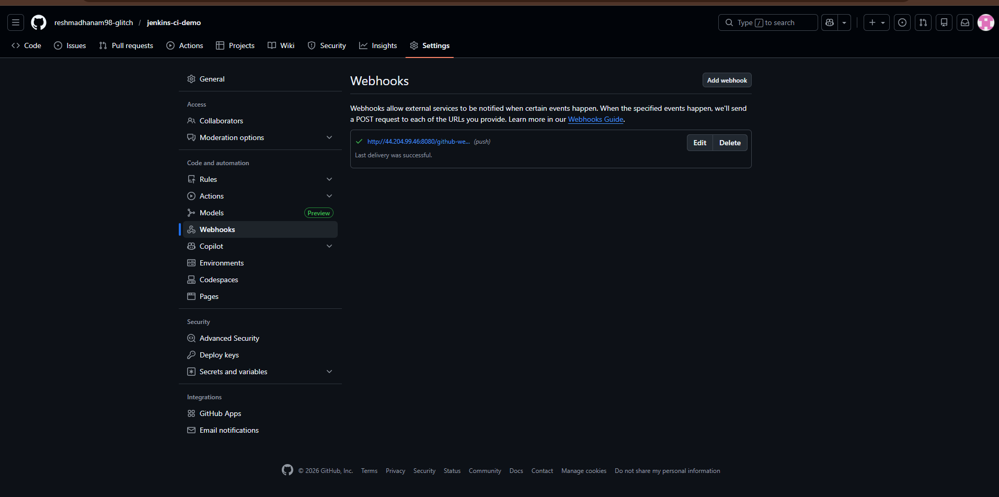 reshmadhanam98-glitch / jenkins-ci-demo
Type / to search
Code Issues Pull requests Actions Projects Wiki Security Insights Settings
General
Access
Collaborators
Moderation options
Code and automation
Rules
Actions
Models Preview
Webhooks
Copilot
Environments
Codespaces
Pages
Security
Advanced Security
Deploy keys
Secrets and variables
Integrations
GitHub Apps
Email notifications
Webhooks
Add webhook
Webhooks allow external services to be notified when certain events happen. When the specified events happen, we'll send
a POST request to each of the URLs you provide. Learn more in our Webhooks Guide.
http://44.204.99.46:8080/github-we... (push)
Edit Delete
Last delivery was successful.
© 2026 GitHub, Inc. Terms Privacy Security Status Community Docs Contact Manage cookies Do not share my personal information